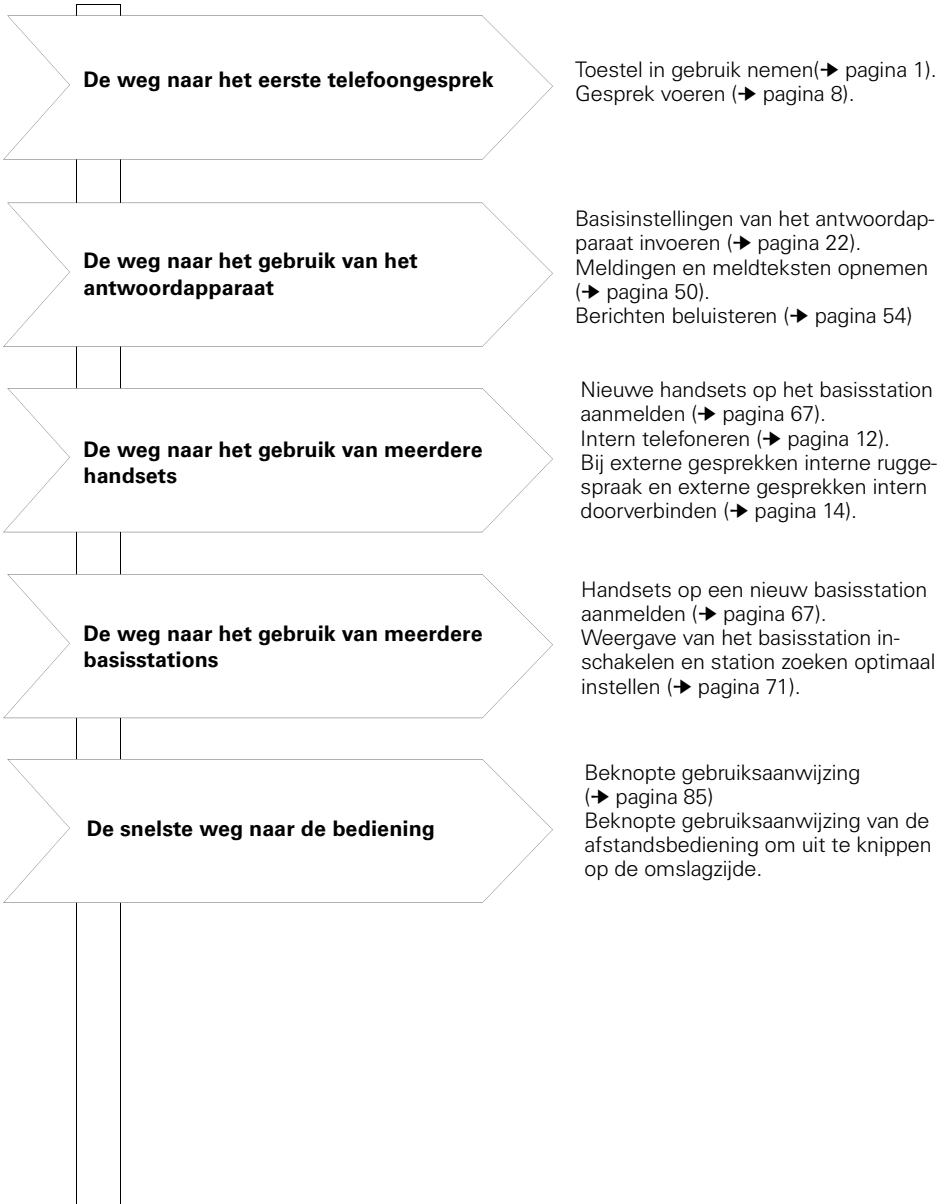 De weg naar het eerste telefoongesprek
Toestel in gebruik nemen(➔ pagina 1).
Gesprek voeren (➔ pagina 8).
De weg naar het gebruik van het
antwoordapparaat
Basisinstellingen van het antwoordap-
paraat invoeren (➔ pagina 22).
Meldingen en meldteksten opnemen
(➔ pagina 50).
Berichten beluisteren (➔ pagina 54)
De weg naar het gebruik van meerdere
handsets
Nieuwe handsets op het basisstation
aanmelden (➔ pagina 67).
Intern telefoneren (➔ pagina 12).
Bij externe gesprekken interne rugge-
spraak en externe gesprekken intern
doorverbinden (➔ pagina 14).
De weg naar het gebruik van meerdere
basisstations
Handsets op een nieuw basisstation
aanmelden (➔ pagina 67).
Weergave van het basisstation in-
schakelen en station zoeken optimaal
instellen (➔ pagina 71).
De snelste weg naar de bediening
Beknopte gebruiksaanwijzing
(➔ pagina 85)
Beknopte gebruiksaanwijzing van de
afstandsbediening om uit te knippen
op de omslagzijde.